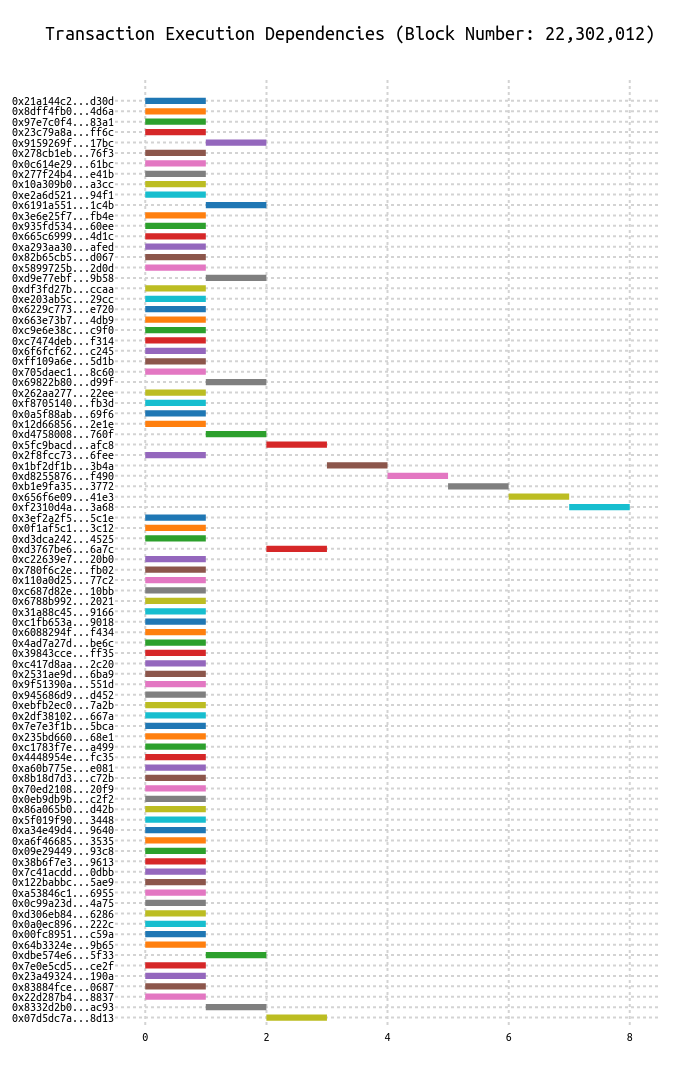 Transaction Execution Dependencies (Block Number: 22,302,012)
0x21a144c2...d30d
0x8dff4fb0...4d6a
0x97e7c0f4...83a1
0x23c79a8a...ff6c
0x9159269f...17bc
0x278cb1eb...76f3
0x0c614e29...61bc
0x277f24b4...e41b
0x10a309b0...a3cc
0xe2a6d521...94f1
0x6191a551...1c4b
0x3e6e25f7...fb4e
0x935fd534...60ee
0x665c6999...4d1c
0xa293aa30...afed
0x82b65cb5...d067
0x5899725b...2d0d
0xd9e77ebf...9b58
0xdf3fd27b...ccaa
0xe203ab5c...29cc
0x6229c773...e720
0x663e73b7...4db9
0xc9e6e38c...c9f0
0xc7474deb...f314
0x6f6fcf62...c245
0xff109a6e...5d1b
0x705daec1...8c60
0x69822b80...d99f
0x262aa277...22ee
0xf8705140...fb3d
0x0a5f88ab...69f6
0x12d66856...2e1e
0xd4758008...760f
0x5fc9bacd...afc8
0x2f8fcc73...6fee
0x1bf2df1b...3b4a
0xd8255876...f490
0xb1e9fa35...3772
0x656f6e09...41e3
0xf2310d4a...3a68
0x3ef2a2f5...5c1e
0x0f1af5c1...3c12
0xd3dca242...4525
0xd3767be6...6a7c
0xc22639e7...20b0
0x780f6c2e...fb02
0x110a0d25...77c2
0xc687d82e...10bb
0x6788b992...2021
0x31a88c45...9166
0xc1fb653a...9018
0x6088294f...f434
0x4ad7a27d...be6c
0x39843cce...ff35
0xc417d8aa...2c20
0x2531ae9d...6ba9
0x9f51390a...551d
0x945686d9...d452
0xebfb2ec0...7a2b
0x2df38102...667a
0x7e7e3f1b...5bca
0x235bd660...68e1
0xc1783f7e...a499
0x4448954e...fc35
0xa60b775e...e081
0x8b18d7d3...c72b
0x70ed2108...20f9
0x0eb9db9b...c2f2
0x86a065b0...d42b
0x5f019f90...3448
0xa34e49d4...9640
0xa6f46685...3535
0x09e29449...93c8
0x38b6f7e3...9613
0x7c41acdd...0dbb
0x122babbc...5ae9
0xa53846c1...6955
0x0c99a23d...4a75
0xd306eb84...6286
0x0a0ec896...222c
0x00fc8951...c59a
0x64b3324e...9b65
0xdbe574e6...5f33
0x7e0e5cd5...ce2f
0x23a49324...190a
0x83884fce...0687
0x22d287b4...8837
0x8332d2b0...ac93
0x07d5dc7a...8d13
0 2 4 6 8